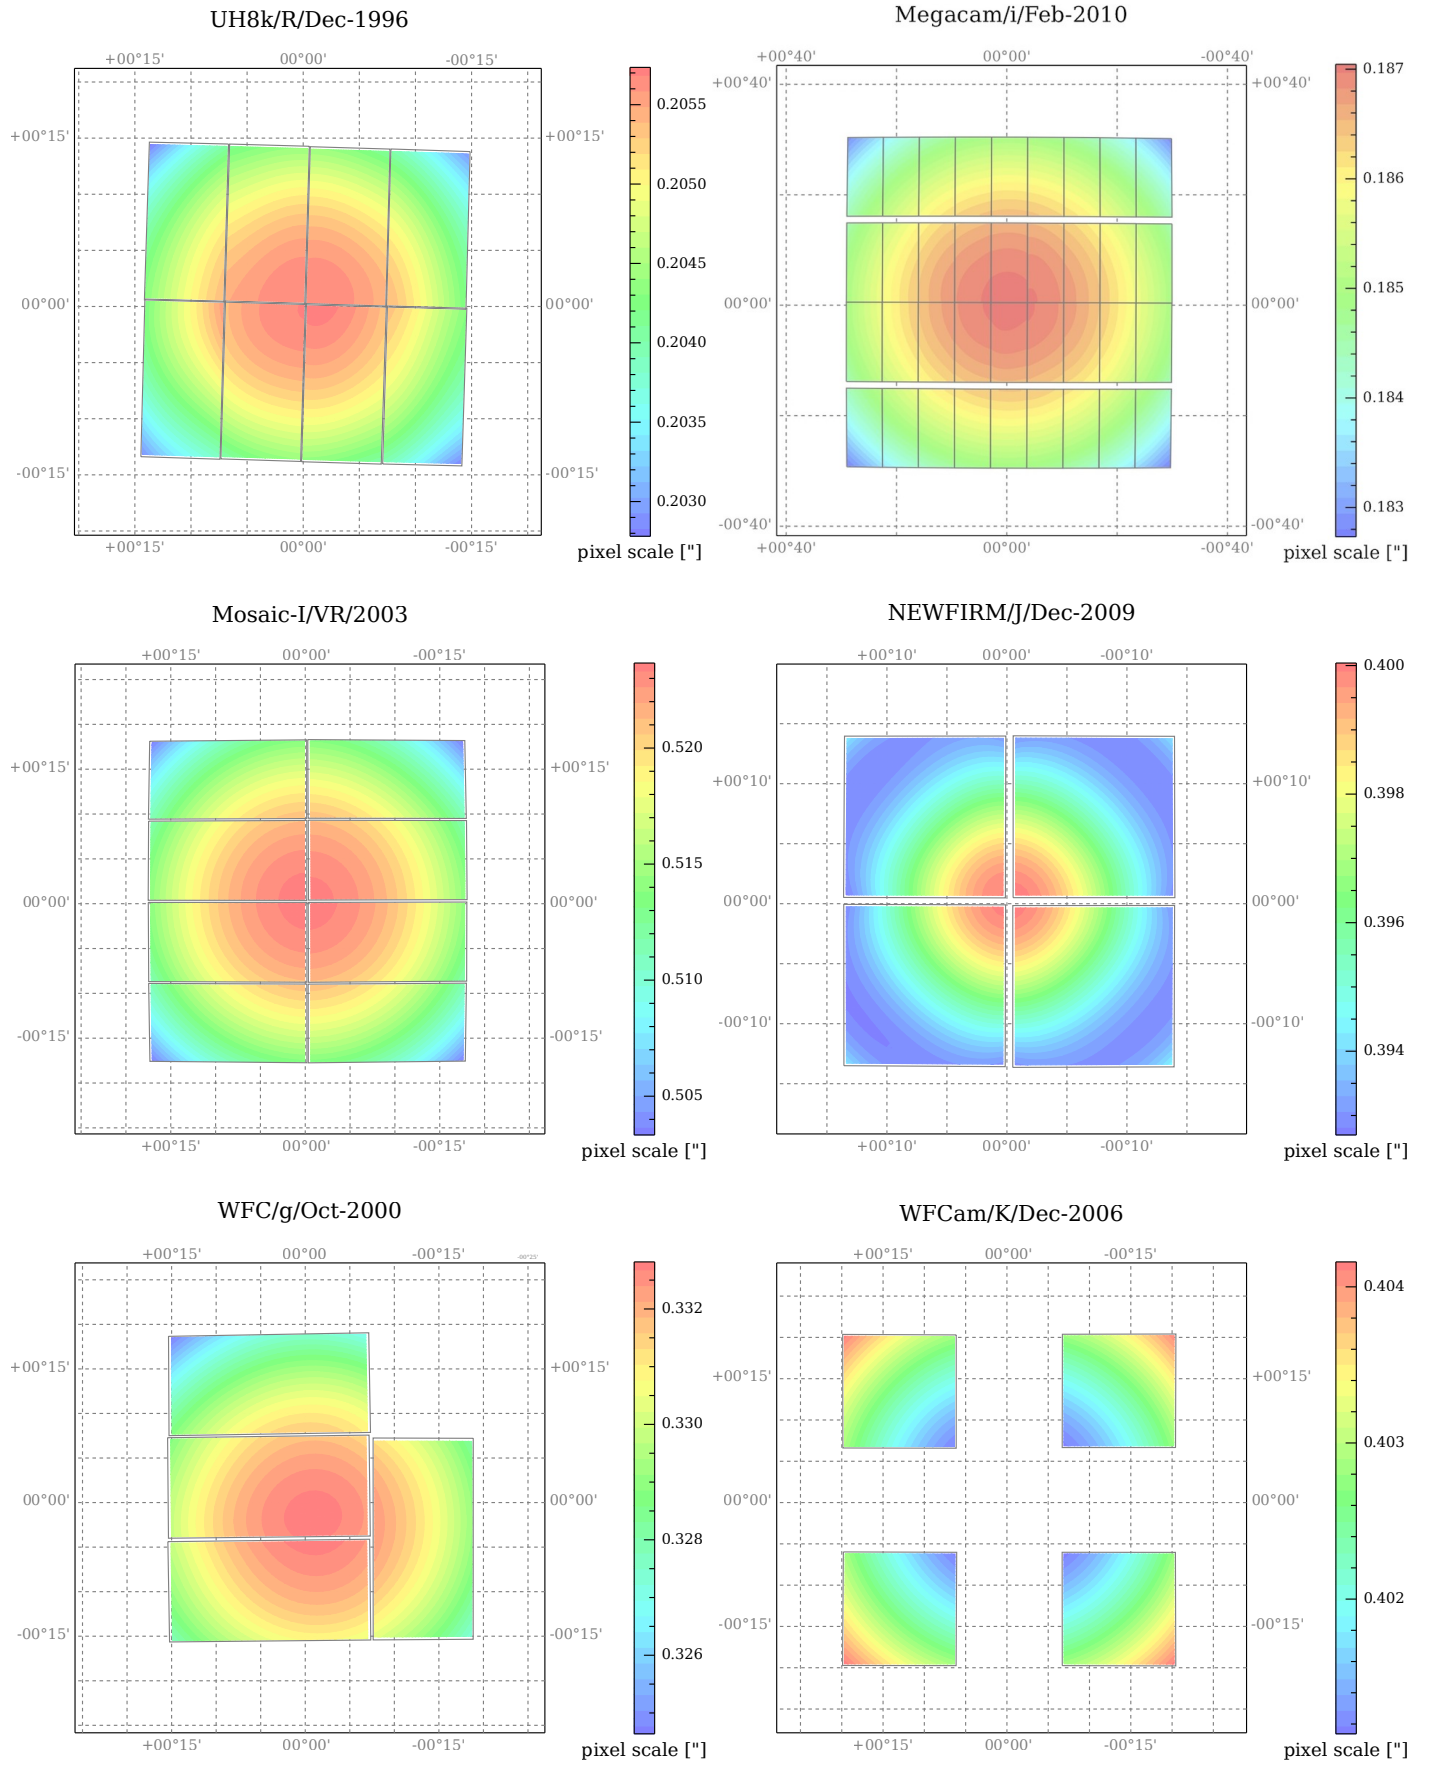 UH8k/R/Dec-1996
+00°15' 00°00' -00°15'
+00°15' +00°15'
00°00' 00°00'
-00°15' -00°15'
+00°15' 00°00' -00°15'
0.2055
0.2050
0.2045
0.2040
0.2035
0.2030
pixel scale ["]
Megacam/i/Feb-2010
+00°40' 00°00' -00°40'
+00°40' +00°40'
00°00' 00°00'
-00°40' -00°40'
+00°40' 00°00' -00°40'
0.187
0.186
0.185
0.184
0.183
pixel scale ["]
Mosaic-I/VR/2003
+00°15' 00°00' -00°15'
+00°15' +00°15'
00°00' 00°00'
-00°15' -00°15'
+00°15' 00°00' -00°15'
0.520
0.515
0.510
0.505
pixel scale ["]
NEWFIRM/J/Dec-2009
+00°10' 00°00' -00°10'
+00°10' +00°10'
00°00' 00°00'
-00°10' -00°10'
+00°10' 00°00' -00°10'
0.400
0.398
0.396
0.394
pixel scale ["]
WFC/g/Oct-2000
+00°15' 00°00' -00°15' -00°25'
+00°15' +00°15'
00°00' 00°00'
-00°15' -00°15'
+00°15' 00°00' -00°15'
0.332
0.330
0.328
0.326
pixel scale ["]
WFCam/K/Dec-2006
+00°15' 00°00' -00°15'
+00°15' +00°15'
00°00' 00°00'
-00°15' -00°15'
+00°15' 00°00' -00°15'
0.404
0.403
0.402
pixel scale ["]